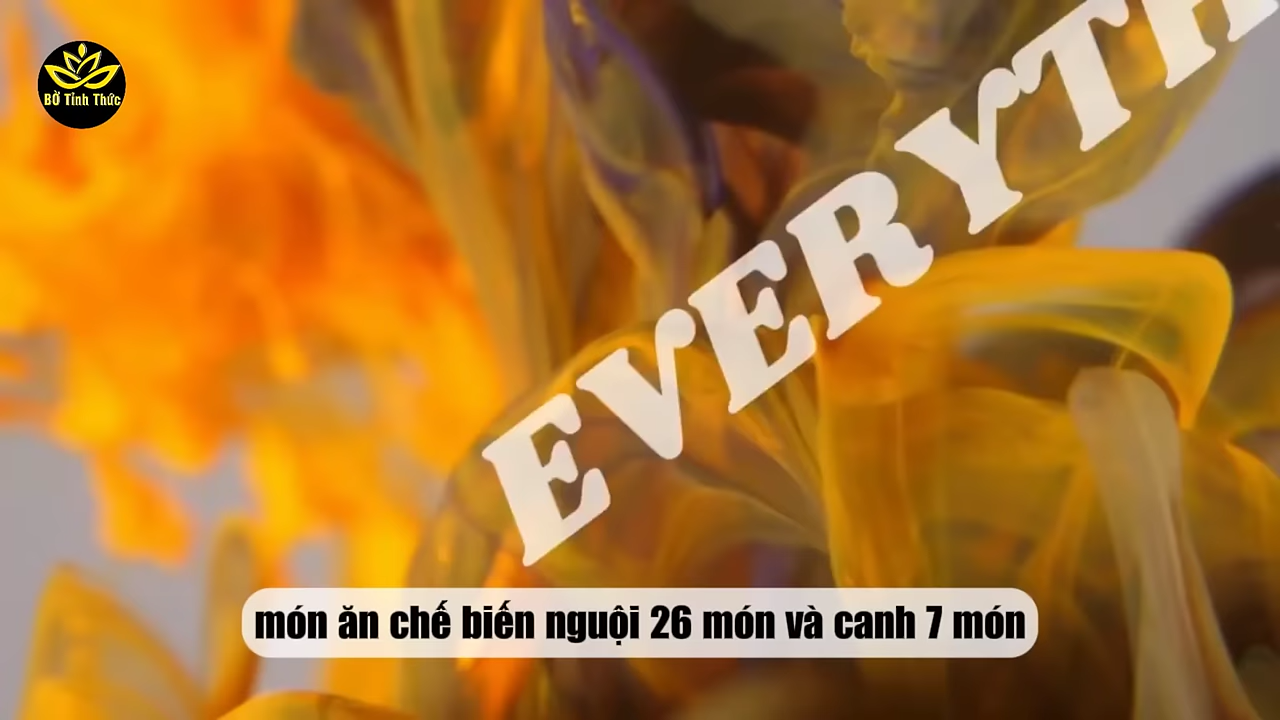 BỜ Tỉnh Thức
EVERYTH
món ăn chế biến nguội 26 món và canh 7 món